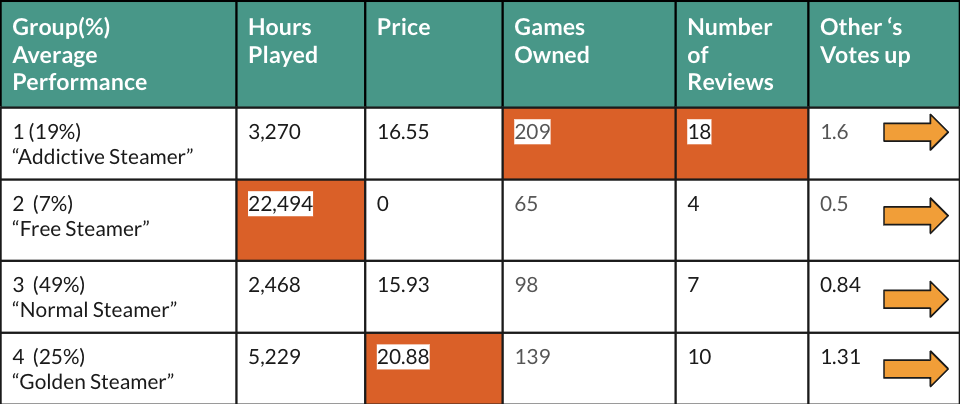 Group(%) Average Performance Hours Played Price Games Owned Number of Reviews Other ‘s Votes up
1 (19%) “Addictive Steamer” 3,270 16.55 209 18 1.6
2 (7%) “Free Steamer” 22,494 0 65 4 0.5
3 (49%) “Normal Steamer” 2,468 15.93 98 7 0.84
4 (25%) “Golden Steamer” 5,229 20.88 139 10 1.31